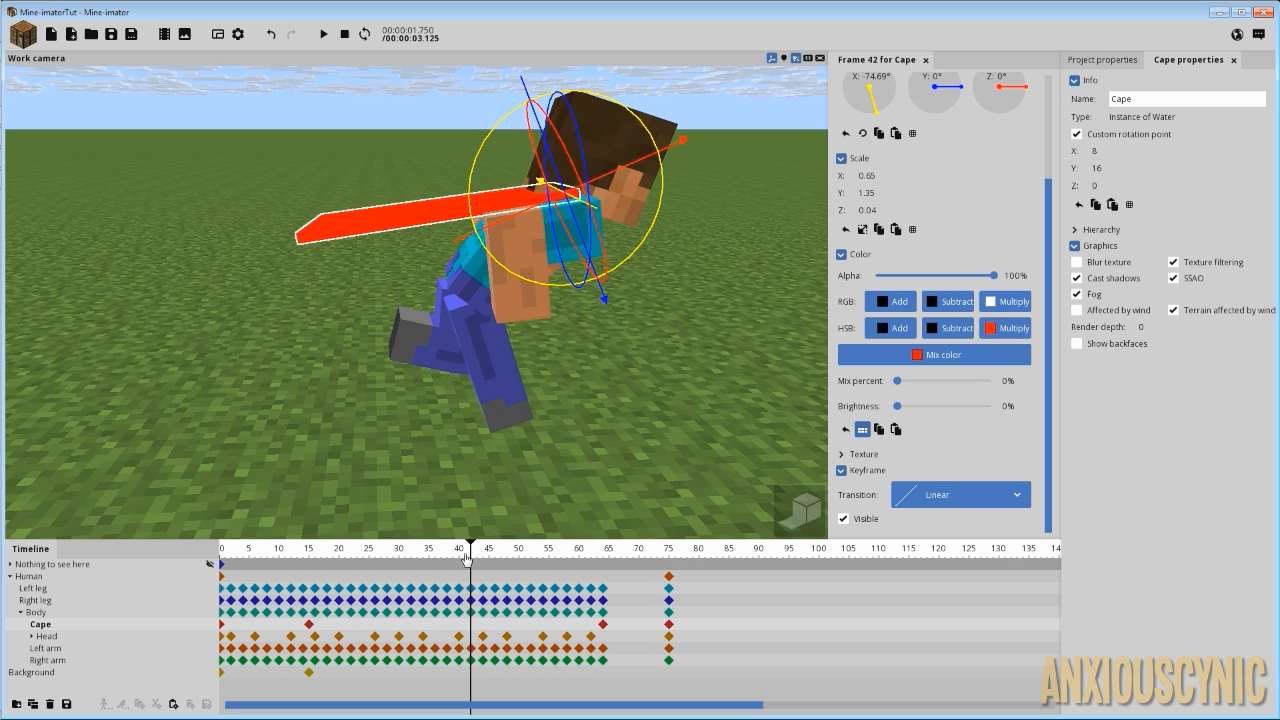 Mine-imatorTut - Mine-imator
00:00:01.750
/00:00:03.125
Work camera
Frame 42 for Cape
X: -74.69° Y: 0° Z: 0°
Scale
X: 0.65
Y: 1.35
Z: 0.04
Color
Alpha: 100%
RGB: Add Subtract Multiply
HSB: Add Subtract Multiply
Mix color
Mix percent: 0%
Brightness: 0%
Texture
Keyframe
Transition: Linear
Visible
Project properties Cape properties
Info
Name: Cape
Type: Instance of Water
Custom rotation point
X: 8
Y: 16
Z: 0
Hierarchy
Graphics
Blur texture Texture filtering
Cast shadows SSAO
Fog
Affected by wind Terrain affected by wind
Render depth: 0
Show backfaces
Timeline
0 5 10 15 20 25 30 35 40 45 50 55 60 65 70 75 80 85 90 95 100 105 110 115 120 125 130 135 14
Nothing to see here
Human
Left leg
Right leg
Body
Cape
Head
Left arm
Right arm
Background
ANXIOUSCYNIC